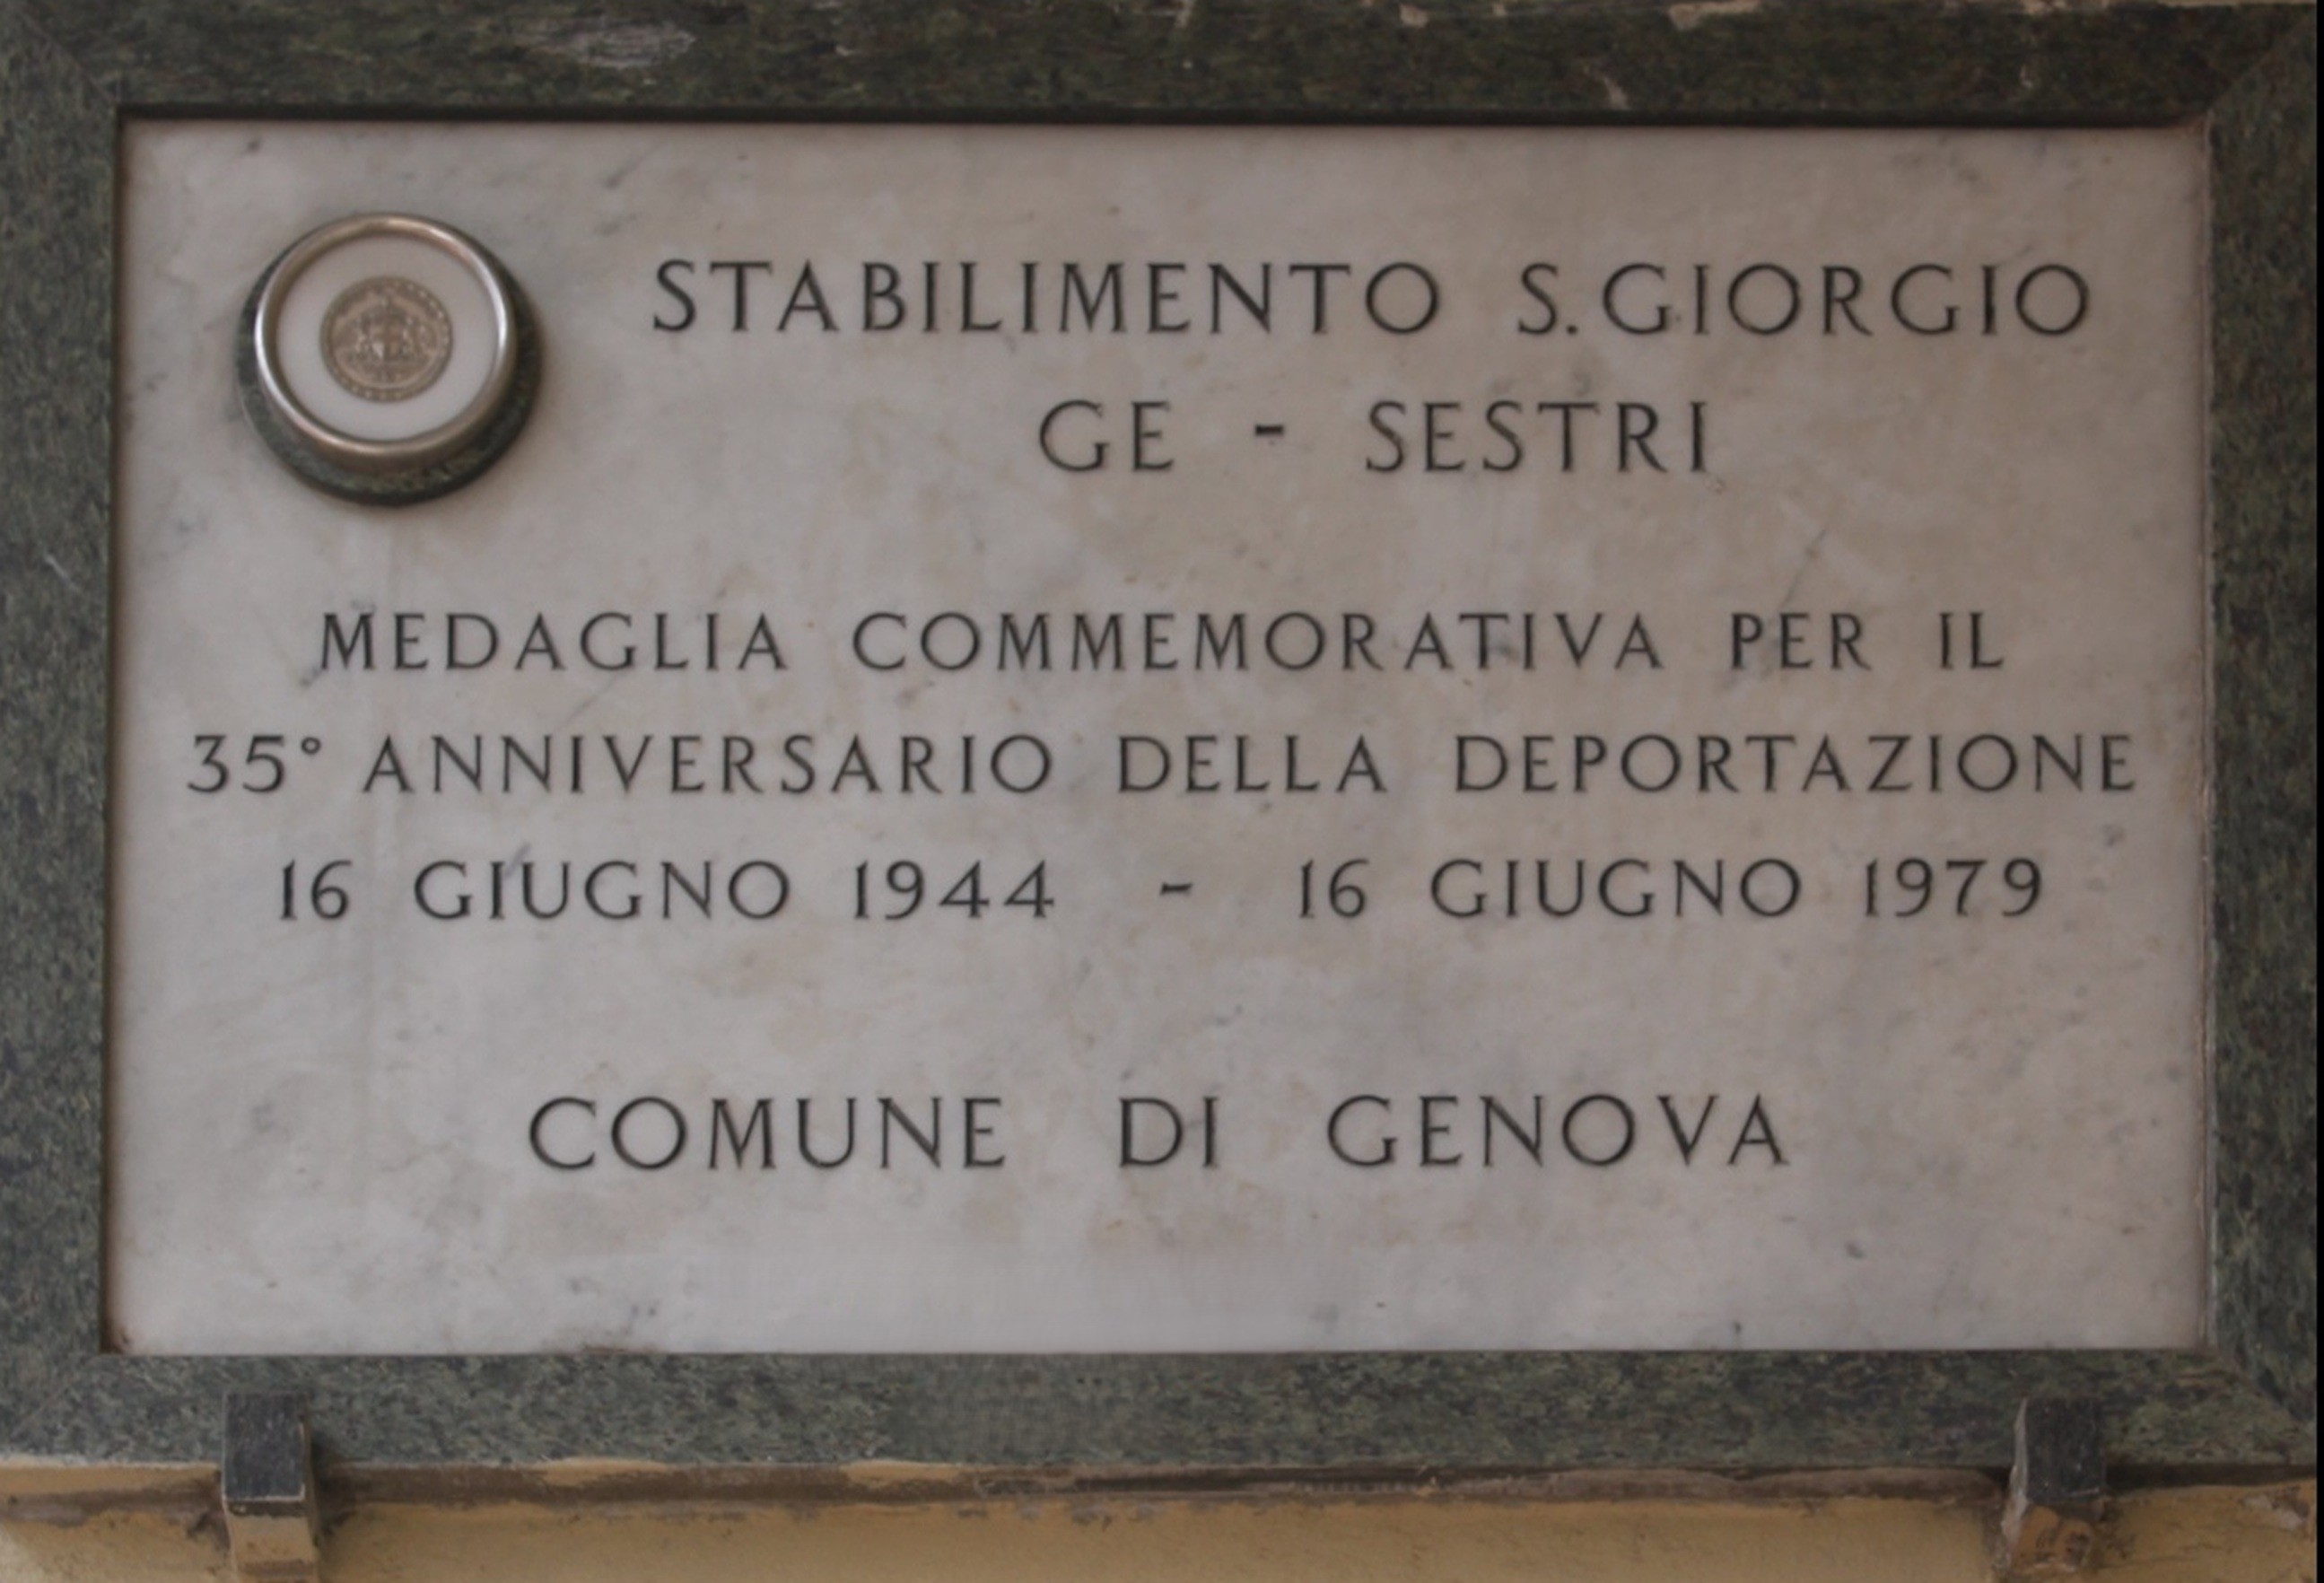 STABILIMENTO S. GIORGIO
GE - SESTRI
MEDAGLIA COMMEMORATIVA PER IL
35° ANNIVERSARIO DELLA DEPORTAZIONE
16 GIUGNO 1944 - 16 GIUGNO 1979
COMUNE DI GENOVA